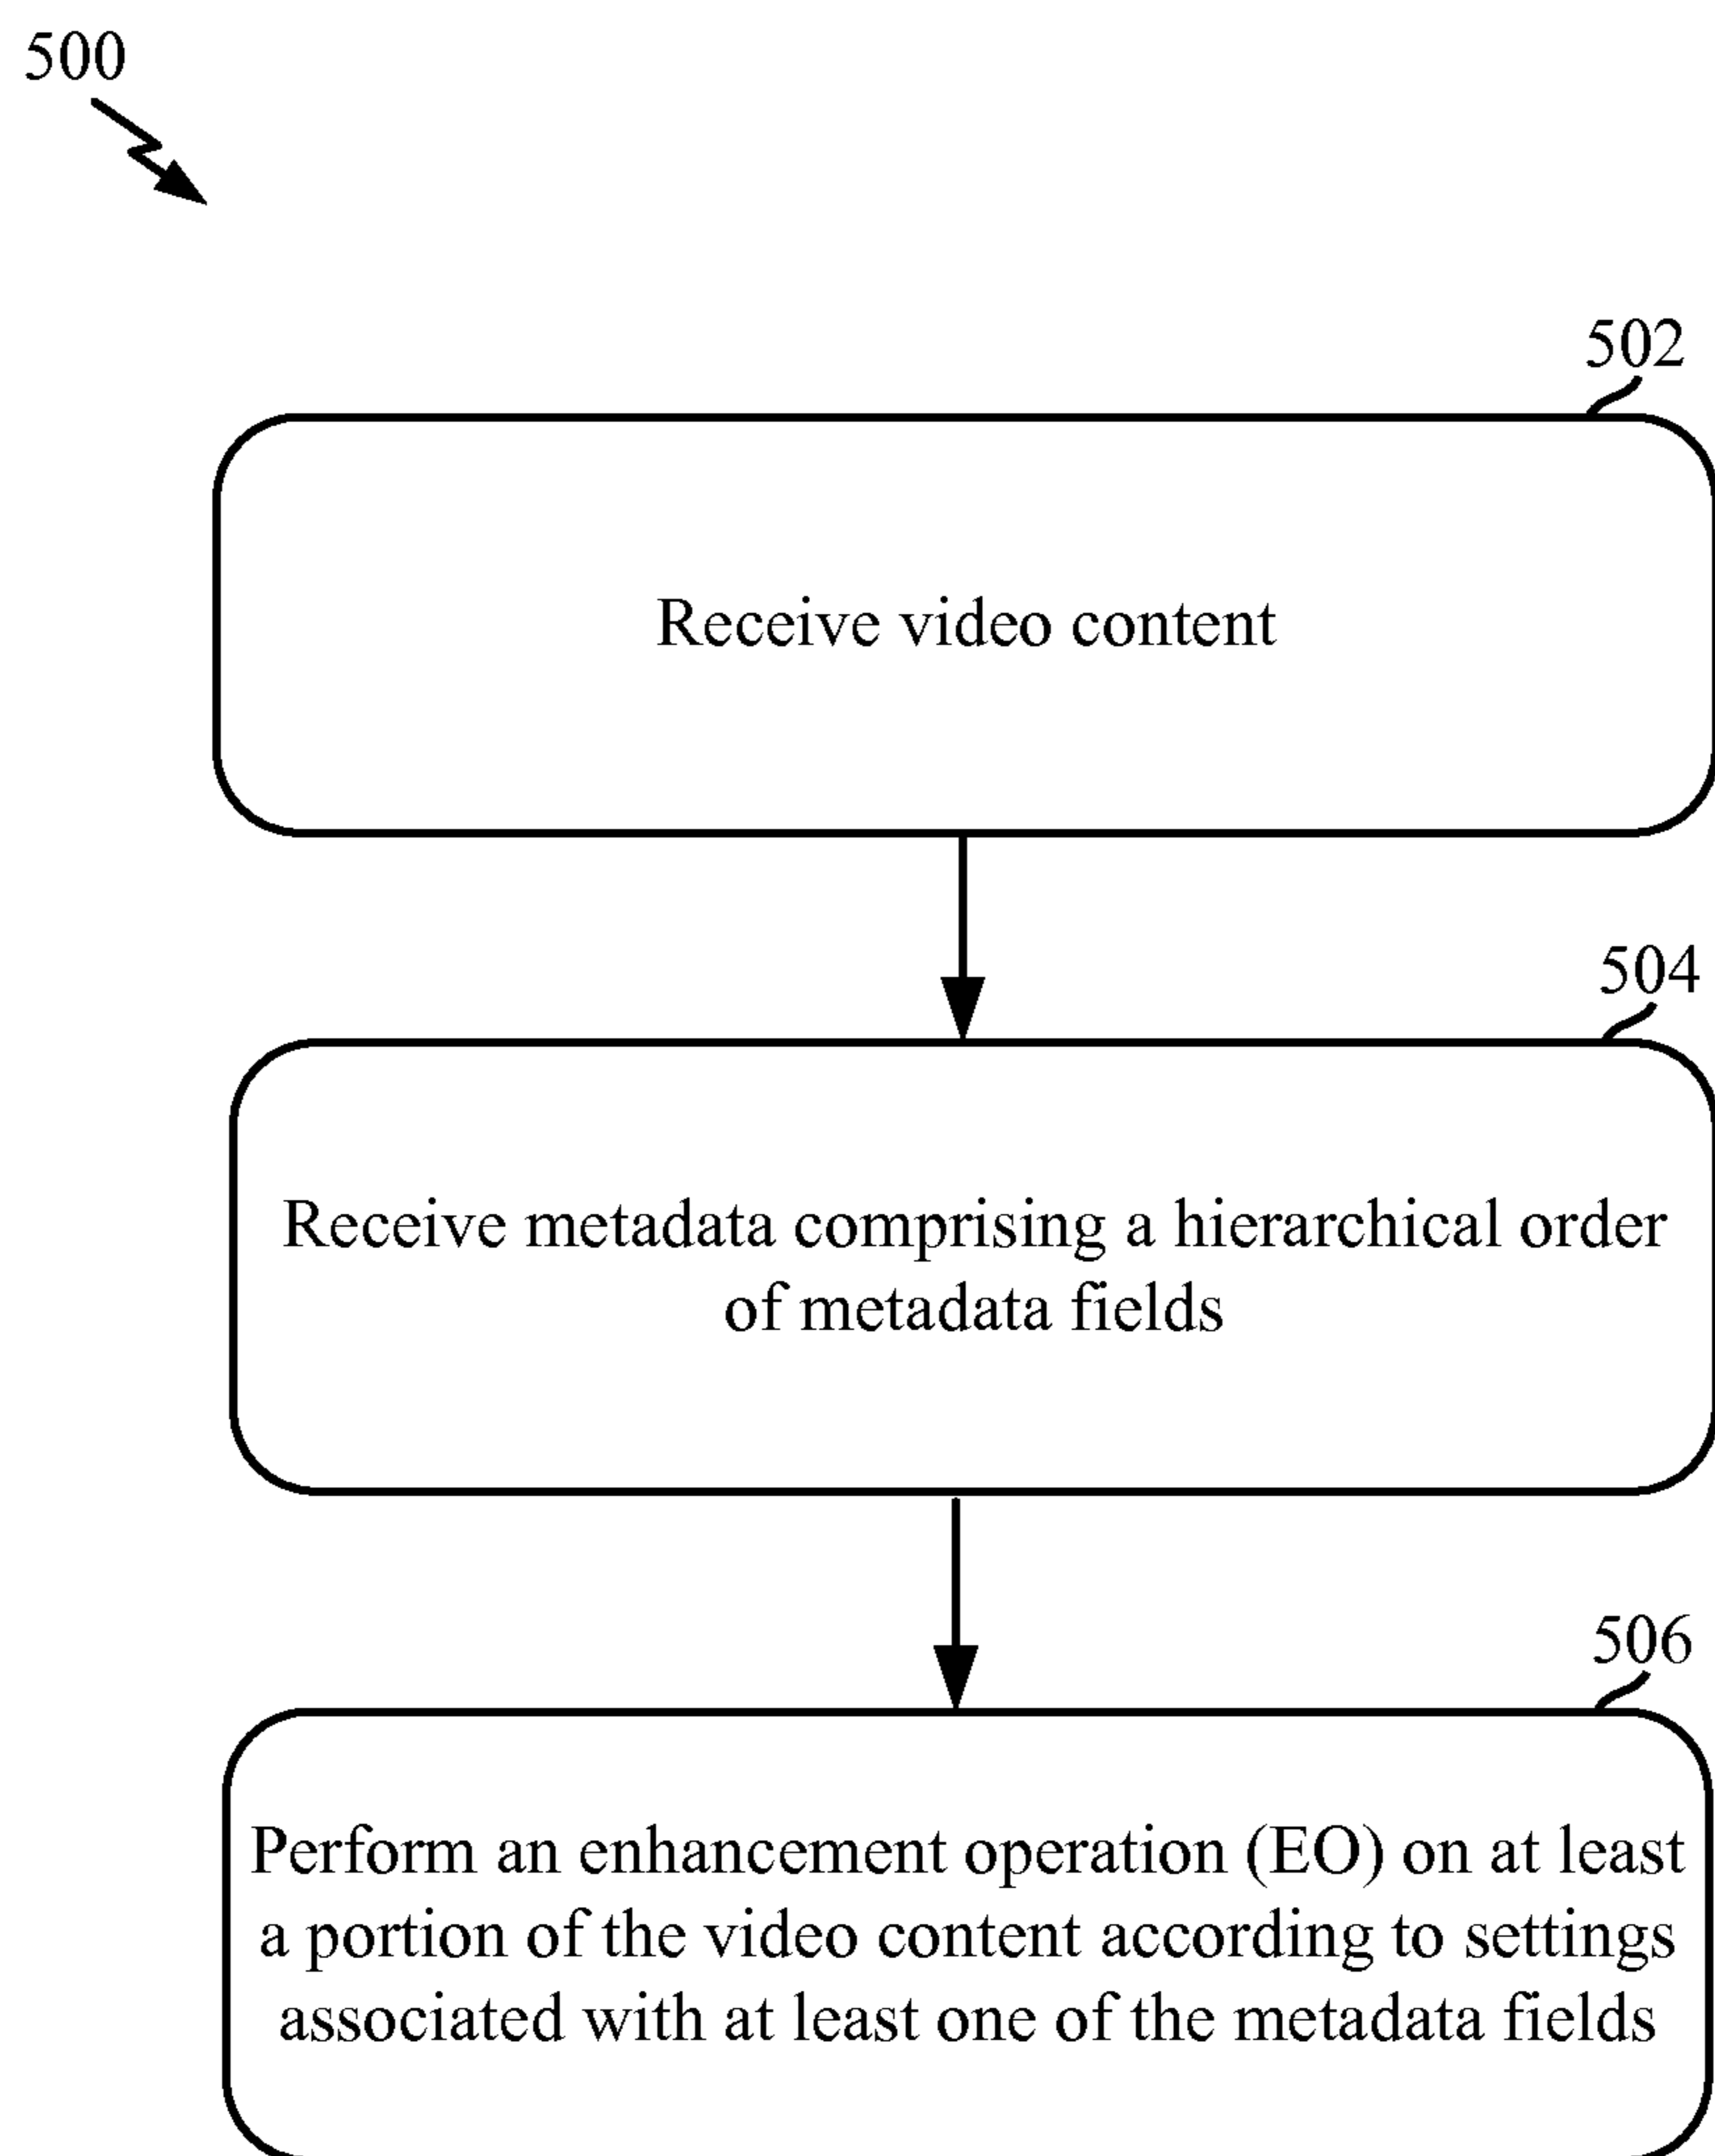 500
502
Receive video content
504
Receive metadata comprising a hierarchical order
of metadata fields
506
Perform an enhancement operation (EO) on at least
a portion of the video content according to settings
associated with at least one of the metadata fields